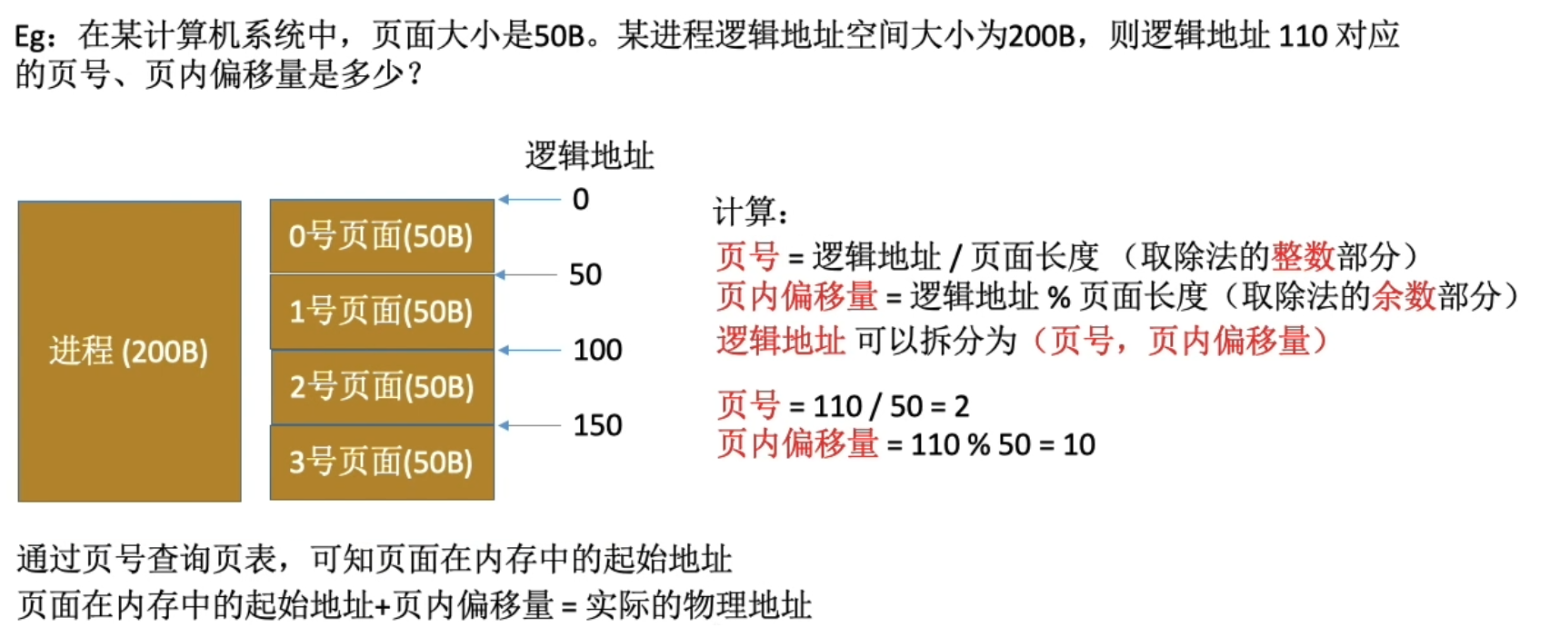 Eg：在某计算机系统中，页面大小是50B。某进程逻辑地址空间大小为200B，则逻辑地址 110 对应
的页号、页内偏移量是多少？
逻辑地址
0
0号页面(50B)
50
1号页面(50B)
进程 (200B)
100
2号页面(50B)
150
3号页面(50B)
计算：
页号 = 逻辑地址 / 页面长度 （取除法的整数部分）
页内偏移量 = 逻辑地址 % 页面长度（取除法的余数部分）
逻辑地址 可以拆分为（页号，页内偏移量）
页号 = 110 / 50 = 2
页内偏移量 = 110 % 50 = 10
通过页号查询页表，可知页面在内存中的起始地址
页面在内存中的起始地址+页内偏移量 = 实际的物理地址